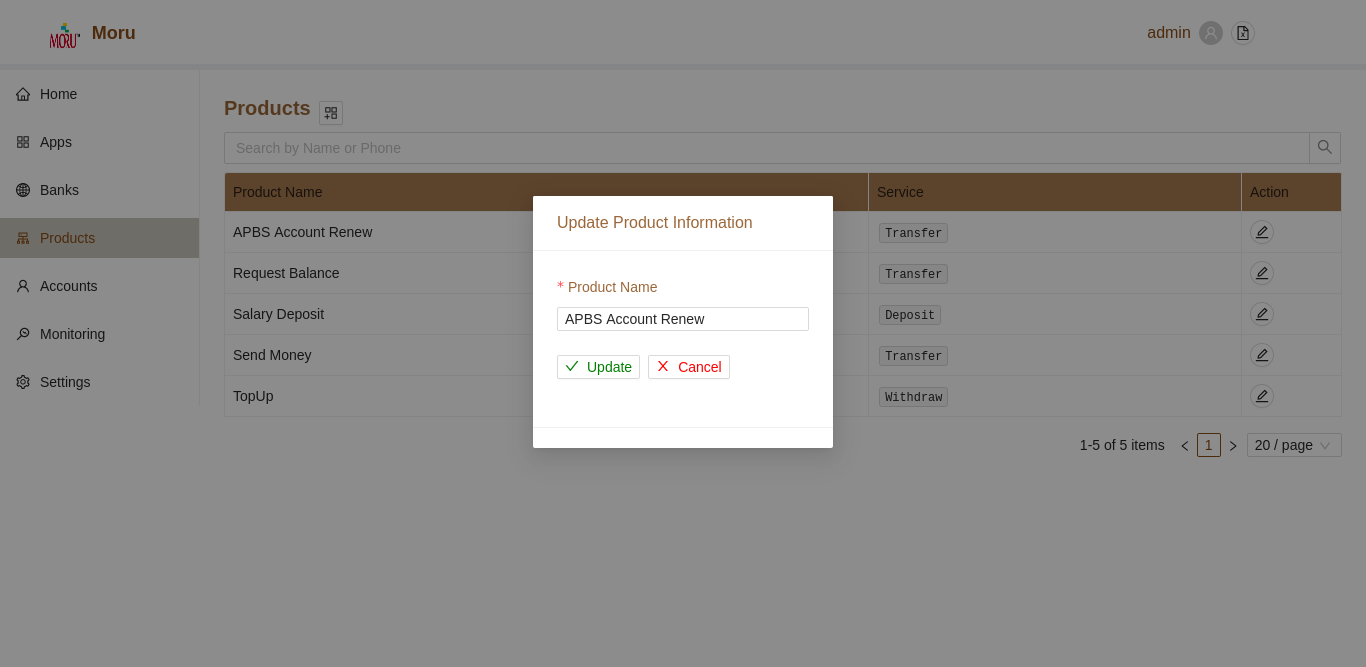 MORU
Moru
admin
Home
Apps
Banks
Products
Accounts
Monitoring
Settings
Products
Search by Name or Phone
Product Name Service Action
APBS Account Renew Transfer
Request Balance Transfer
Salary Deposit Deposit
Send Money Transfer
TopUp Withdraw
1-5 of 5 items 1 20 / page
Update Product Information
* Product Name
APBS Account Renew
Update Cancel